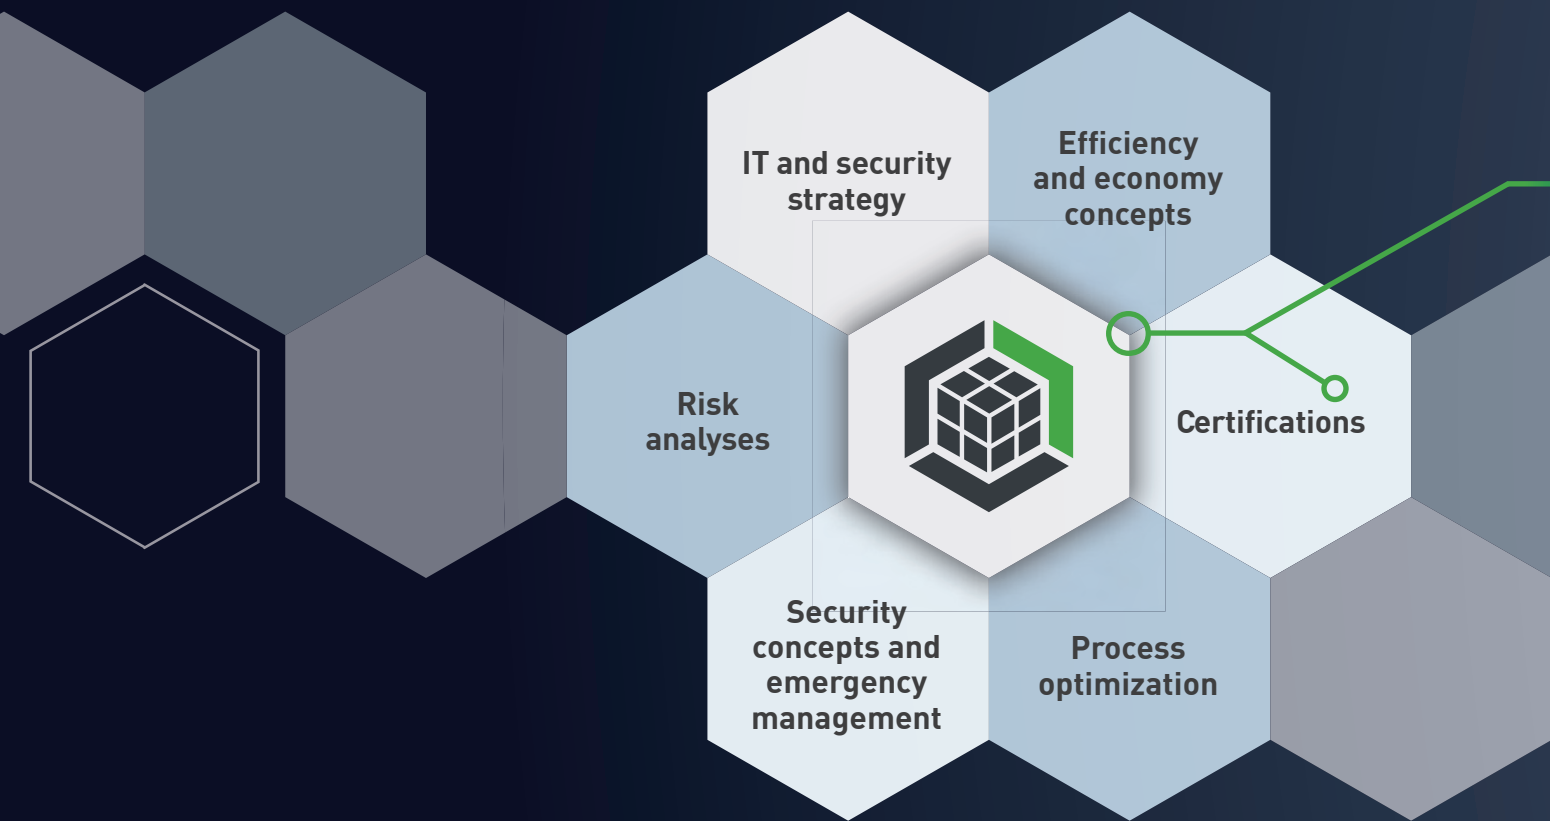 IT and security
strategy
Efficiency
and economy
concepts
Risk
analyses
Certifications
Security
concepts and
emergency
management
Process
optimization